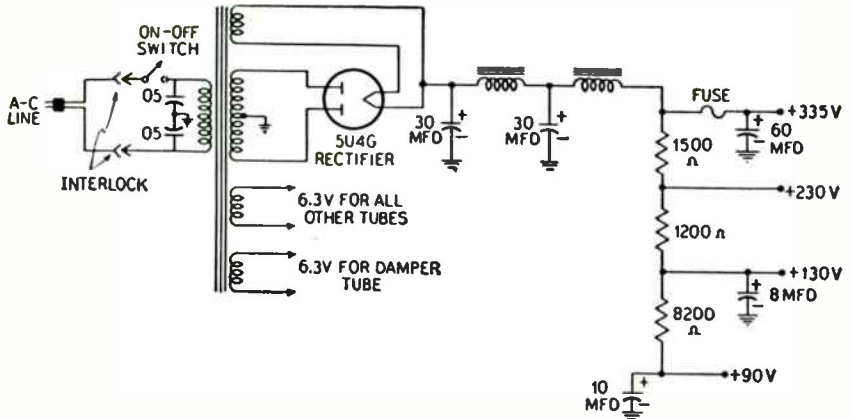 ON-OFF
SWITCH
A-C
LINE
05
05
INTERLOCK
5U4G
RECTIFIER
6.3V FOR ALL
OTHER TUBES
6.3V FOR DAMPER
TUBE
30
MFD
+
-
30
MFD
+
-
FUSE
+335V
+
-
60
MFD
1500
Ω
+230V
1200Ω
+130V
+
-
8MFD
8200
Ω
+90V
10
MFD
+
-